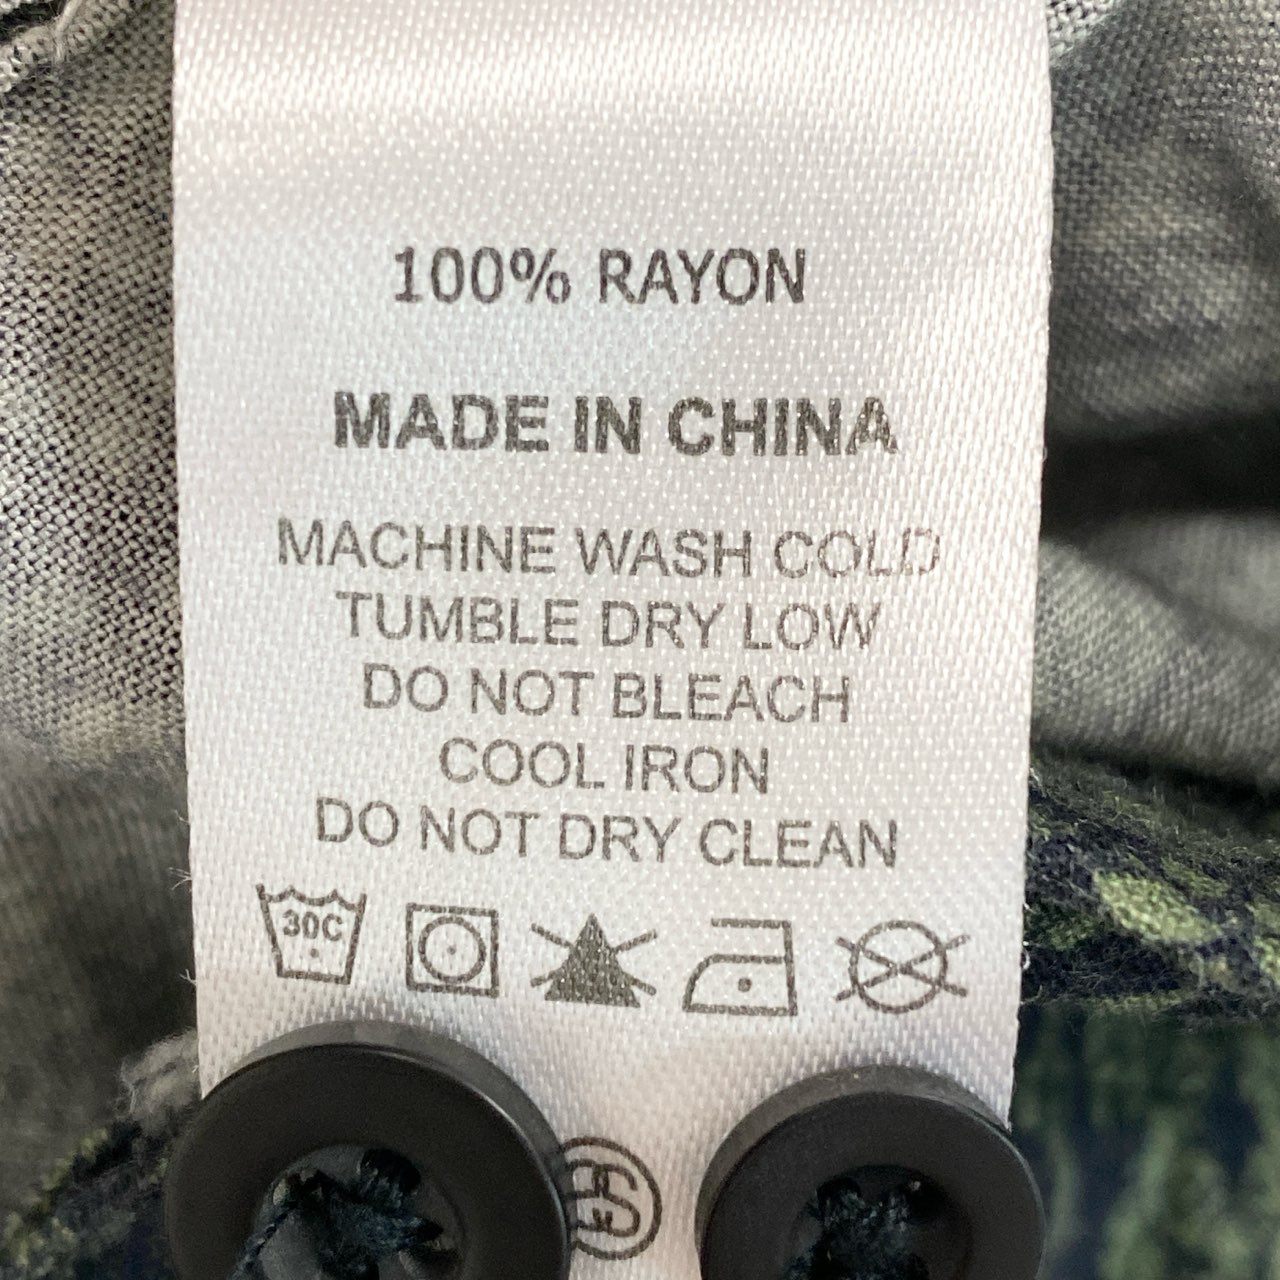 100% RAYON
MADE IN CHINA
MACHINE WASH COLD
TUMBLE DRY LOW
DO NOT BLEACH
COOL IRON
DO NOT DRY CLEAN
30C